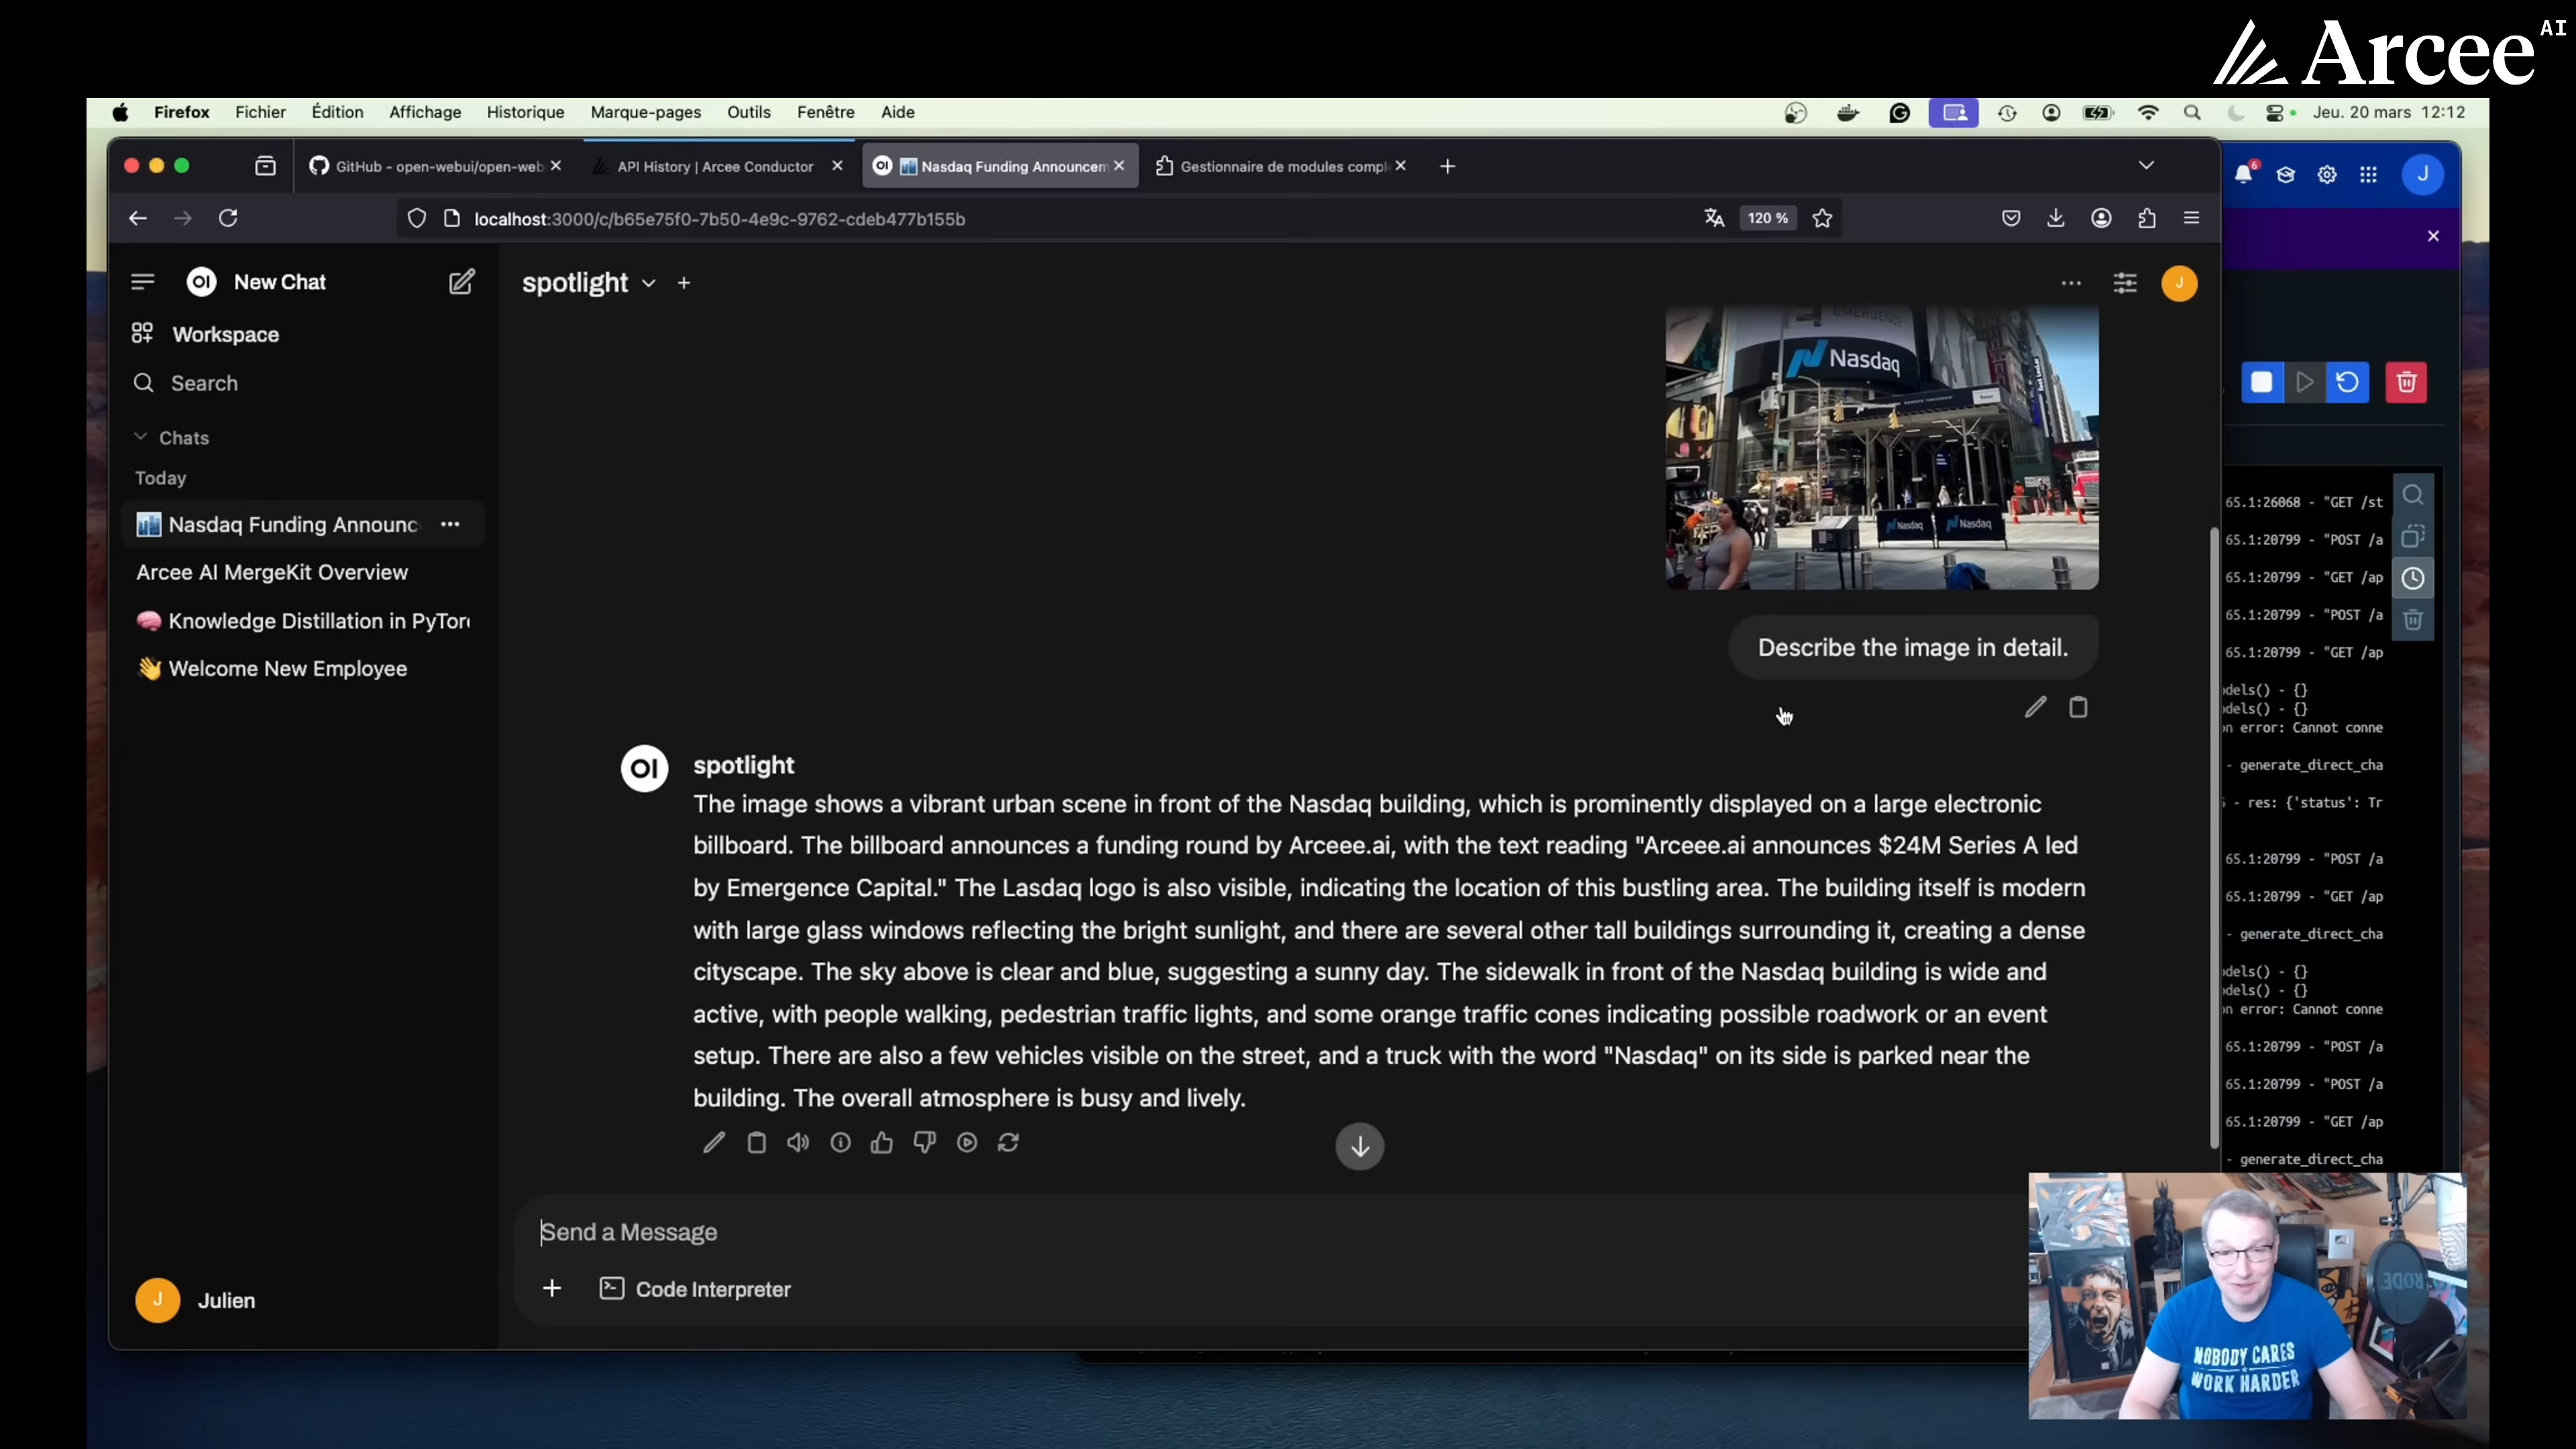 Arcee AI
Firefox Fichier Édition Affichage Historique Marque-pages Outils Fenêtre Aide
Jeu. 20 mars 12:12
GitHub - open-webui/open-web
API History | Arcee Conductor
Nasdaq Funding Announcem
Gestionnaire de modules compl
localhost:3000/c/b65e75f0-7b50-4e9c-9762-cdeb477b155b
120 %
6
J
New Chat
Workspace
Search
Chats
Today
Nasdaq Funding Announc
Arcee AI MergeKit Overview
Knowledge Distillation in PyTor
Welcome New Employee
J Julien
spotlight
J
EMERGENCE
Nasdaq
Nasdaq Nasdaq
Describe the image in detail.
OI
spotlight
The image shows a vibrant urban scene in front of the Nasdaq building, which is prominently displayed on a large electronic
billboard. The billboard announces a funding round by Arceee.ai, with the text reading "Arceee.ai announces $24M Series A led
by Emergence Capital." The Lasdaq logo is also visible, indicating the location of this bustling area. The building itself is modern
with large glass windows reflecting the bright sunlight, and there are several other tall buildings surrounding it, creating a dense
cityscape. The sky above is clear and blue, suggesting a sunny day. The sidewalk in front of the Nasdaq building is wide and
active, with people walking, pedestrian traffic lights, and some orange traffic cones indicating possible roadwork or an event
setup. There are also a few vehicles visible on the street, and a truck with the word "Nasdaq" on its side is parked near the
building. The overall atmosphere is busy and lively.
Send a Message
Code Interpreter
65.1:26068 - "GET /st
65.1:20799 - "POST /a
65.1:20799 - "GET /ap
65.1:20799 - "POST /a
65.1:20799 - "GET /ap
odels() - {}
odels() - {}
on error: Cannot conne
- generate_direct_cha
- res: {'status': Tr
65.1:20799 - "POST /a
65.1:20799 - "GET /ap
- generate_direct_cha
odels() - {}
odels() - {}
on error: Cannot conne
65.1:20799 - "POST /a
65.1:20799 - "POST /a
65.1:20799 - "GET /ap
- generate_direct_cha
RODE
NOBODY CARES
WORK HARDER